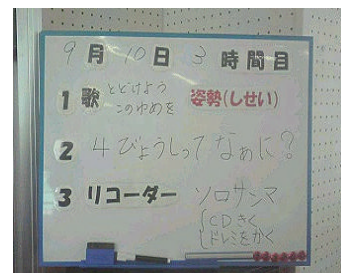 9月10日 3時間目
1 歌 とどけよう このゆめを 姿勢(しせい)
2 4びょうしって なぁに?
3 リコーダー ソロサンマ
CDきく
ドレミをかく